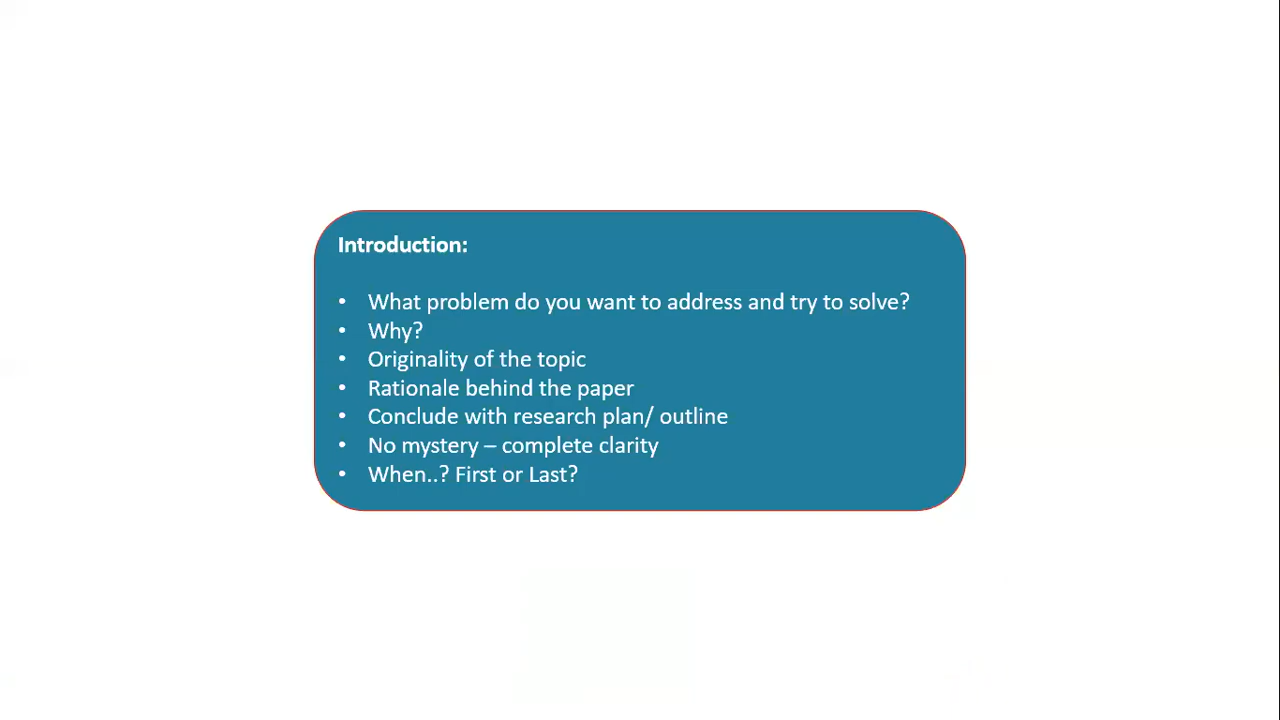 Introduction:
• What problem do you want to address and try to solve?
• Why?
• Originality of the topic
• Rationale behind the paper
• Conclude with research plan/ outline
• No mystery – complete clarity
• When..? First or Last?